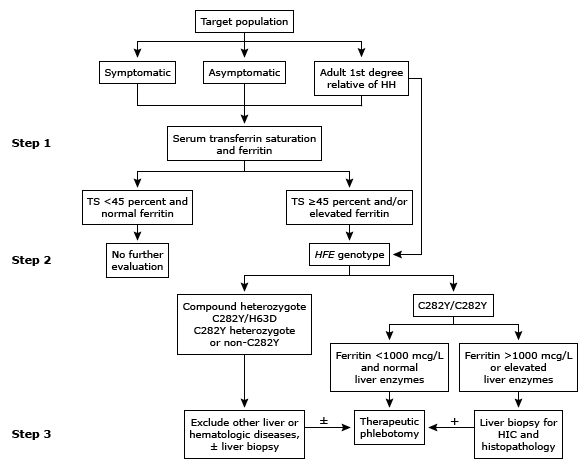 Target population
Symptomatic
Asymptomatic
Adult 1st degree
relative of HH
Step 1
Serum transferrin saturation
and ferritin
TS <45 percent and
normal ferritin
TS ≥45 percent and/or
elevated ferritin
Step 2
No further
evaluation
HFE genotype
Compound heterozygote
C282Y/H63D
C282Y heterozygote
or non-C282Y
C282Y/C282Y
Ferritin <1000 mcg/L
and normal
liver enzymes
Ferritin >1000 mcg/L
or elevated
liver enzymes
Step 3
Exclude other liver or
hematologic diseases,
± liver biopsy
±
Therapeutic
phlebotomy
+
Liver biopsy for
HIC and
histopathology